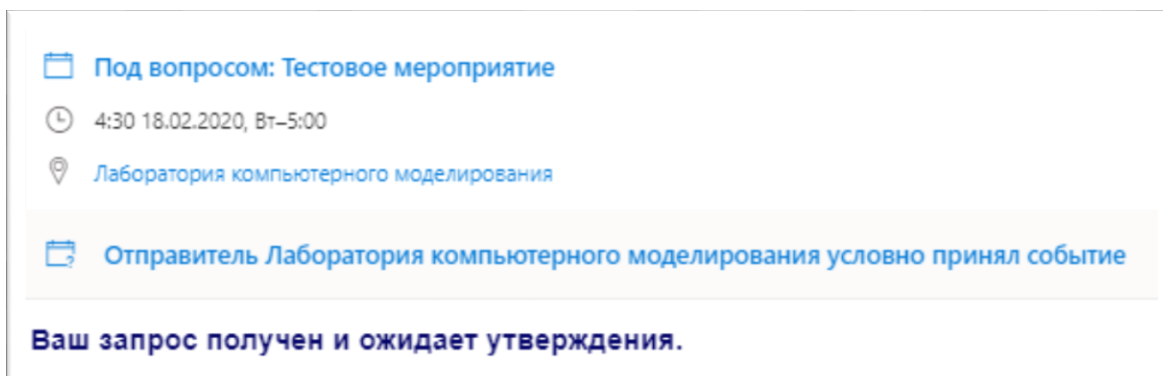 Под вопросом: Тестовое мероприятие
4:30 18.02.2020, Вт–5:00
Лаборатория компьютерного моделирования
Отправитель Лаборатория компьютерного моделирования условно принял событие
Ваш запрос получен и ожидает утверждения.